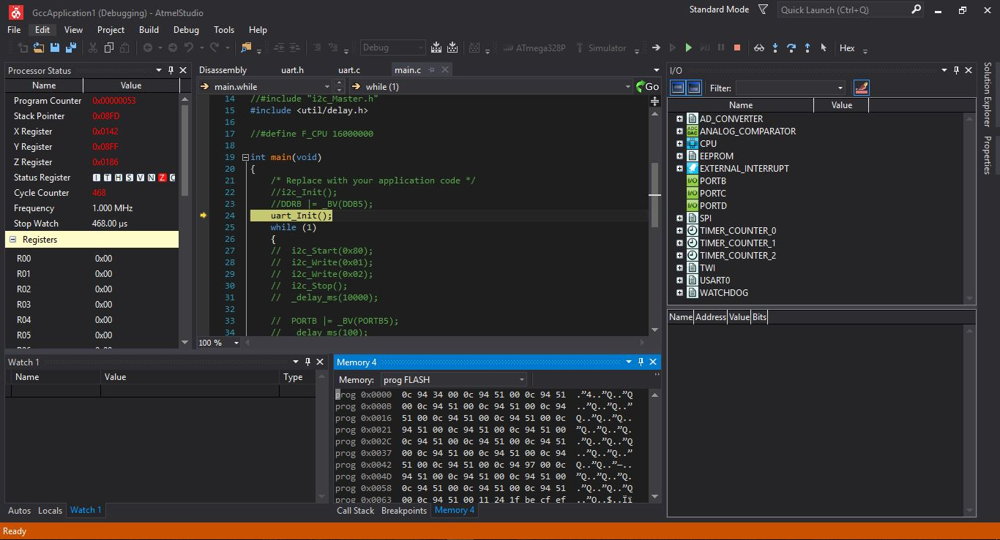 GccApplication1 (Debugging) - AtmelStudio
Standard Mode
Quick Launch (Ctrl+Q)
File Edit View Project Build Debug Tools Help
Debug
ATmega328P
Simulator
Hex
Processor Status
Name Value
Program Counter 0x00000053
Stack Pointer 0x08FD
X Register 0x0142
Y Register 0x08FF
Z Register 0x0186
Status Register I T H S V N Z C
Cycle Counter 468
Frequency 1.000 MHz
Stop Watch 468.00 µs
Registers
R00 0x00
R01 0x00
R02 0x00
R03 0x00
R04 0x00
R05 0x00
Disassembly uart.h uart.c main.c
main.while while (1) Go
14 //#include "i2c_Master.h"
15 #include <util/delay.h>
16
17 //#define F_CPU 16000000
18
19 int main(void)
20 {
21 /* Replace with your application code */
22 //i2c_Init();
23 //DDRB |= _BV(DDB5);
24 uart_Init();
25 while (1)
26 {
27 // i2c_Start(0x80);
28 // i2c_Write(0x01);
29 // i2c_Write(0x02);
30 // i2c_Stop();
31 // _delay_ms(10000);
32
33 // PORTB |= _BV(PORTB5);
34 // _delay_ms(100);
100 %
I/O
Filter:
Name Value
AD_CONVERTER
ADC DAC ANALOG_COMPARATOR
CPU
EEPROM
EXTERNAL_INTERRUPT
I/O PORTB
I/O PORTC
I/O PORTD
SPI
TIMER_COUNTER_0
TIMER_COUNTER_1
TIMER_COUNTER_2
TWI
USART0
WATCHDOG
Name Address Value Bits
Solution Explorer
Properties
Watch 1
Name Value Type
Autos Locals Watch 1
Memory 4
Memory: prog FLASH
prog 0x0000 0c 94 34 00 0c 94 51 00 0c 94 51 .”4..”Q..”Q
prog 0x000B 00 0c 94 51 00 0c 94 51 00 0c 94 ..”Q..”Q..”
prog 0x0016 51 00 0c 94 51 00 0c 94 51 00 0c Q..”Q..”Q..
prog 0x0021 94 51 00 0c 94 51 00 0c 94 51 00 ”Q..”Q..”Q.
prog 0x002C 0c 94 51 00 0c 94 51 00 0c 94 51 .”Q..”Q..”Q
prog 0x0037 00 0c 94 51 00 0c 94 51 00 0c 94 ..”Q..”Q..”
prog 0x0042 51 00 0c 94 51 00 0c 94 97 00 0c Q..”Q..”—..
prog 0x004D 94 51 00 0c 94 51 00 0c 94 51 00 ”Q..”Q..”Q.
prog 0x0058 0c 94 51 00 0c 94 51 00 0c 94 51 .”Q..”Q..”Q
prog 0x0063 00 0c 94 51 00 11 24 1f be cf ef ..”Q..$..Ïï
Call Stack Breakpoints Memory 4
Ready